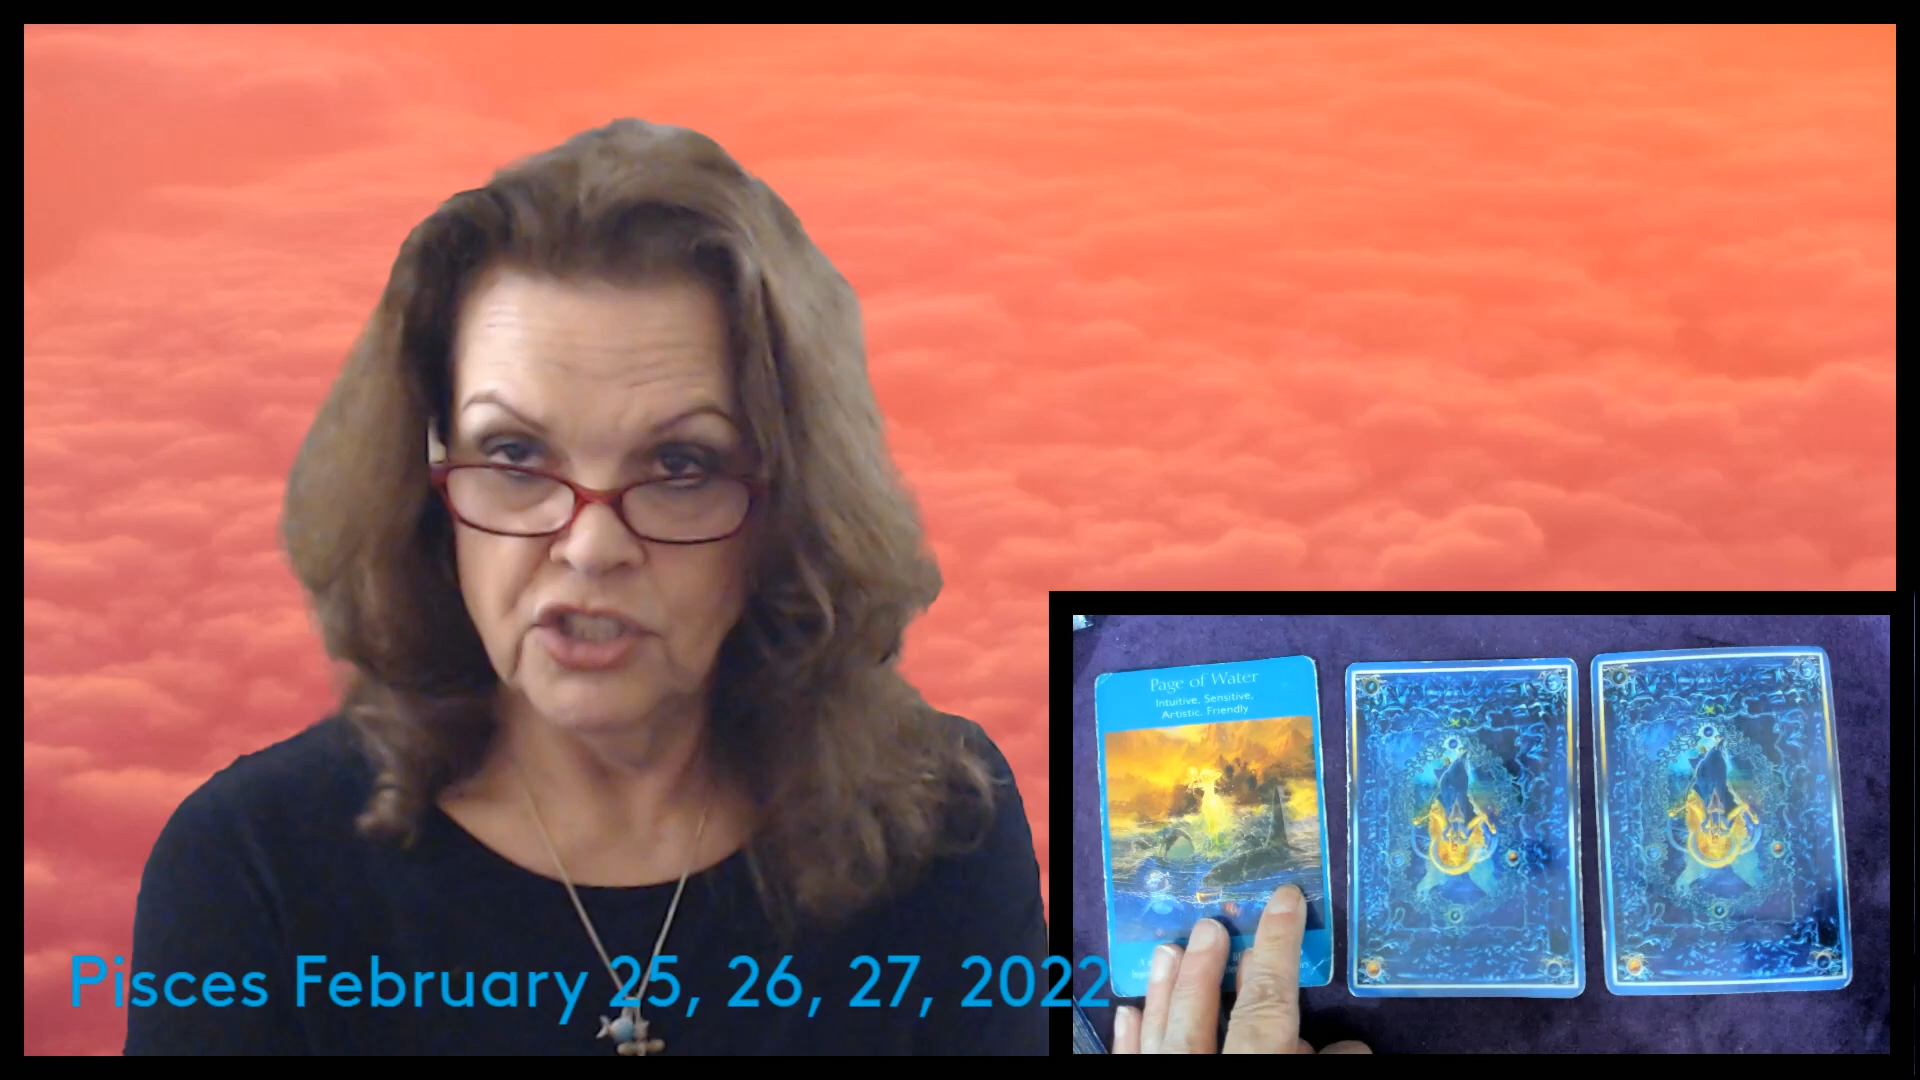 Page of Water
Intuitive, Sensitive,
Artistic, Friendly
Pisces February 25, 26, 27, 2022